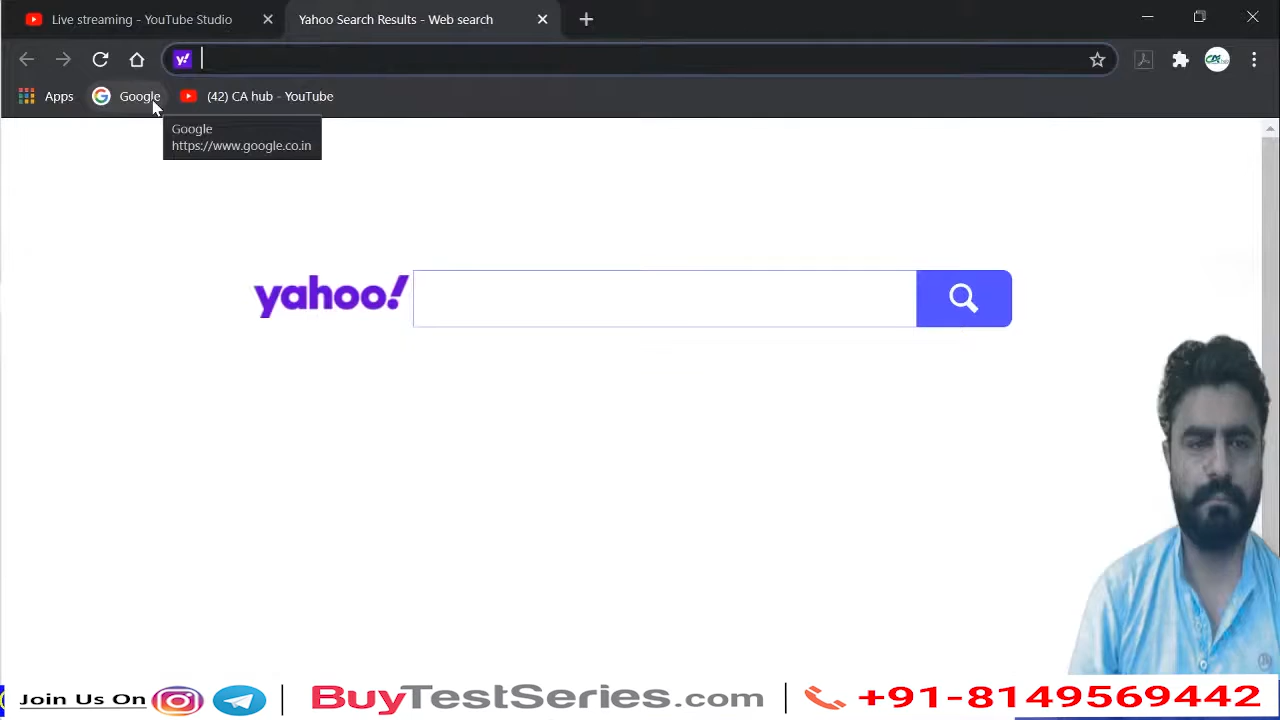 Live streaming - YouTube Studio
Yahoo Search Results - Web search
y!
Apps
Google
(42) CA hub - YouTube
Google
https://www.google.co.in
yahoo!
Join Us On
BuyTestSeries.com
+91-8149569442